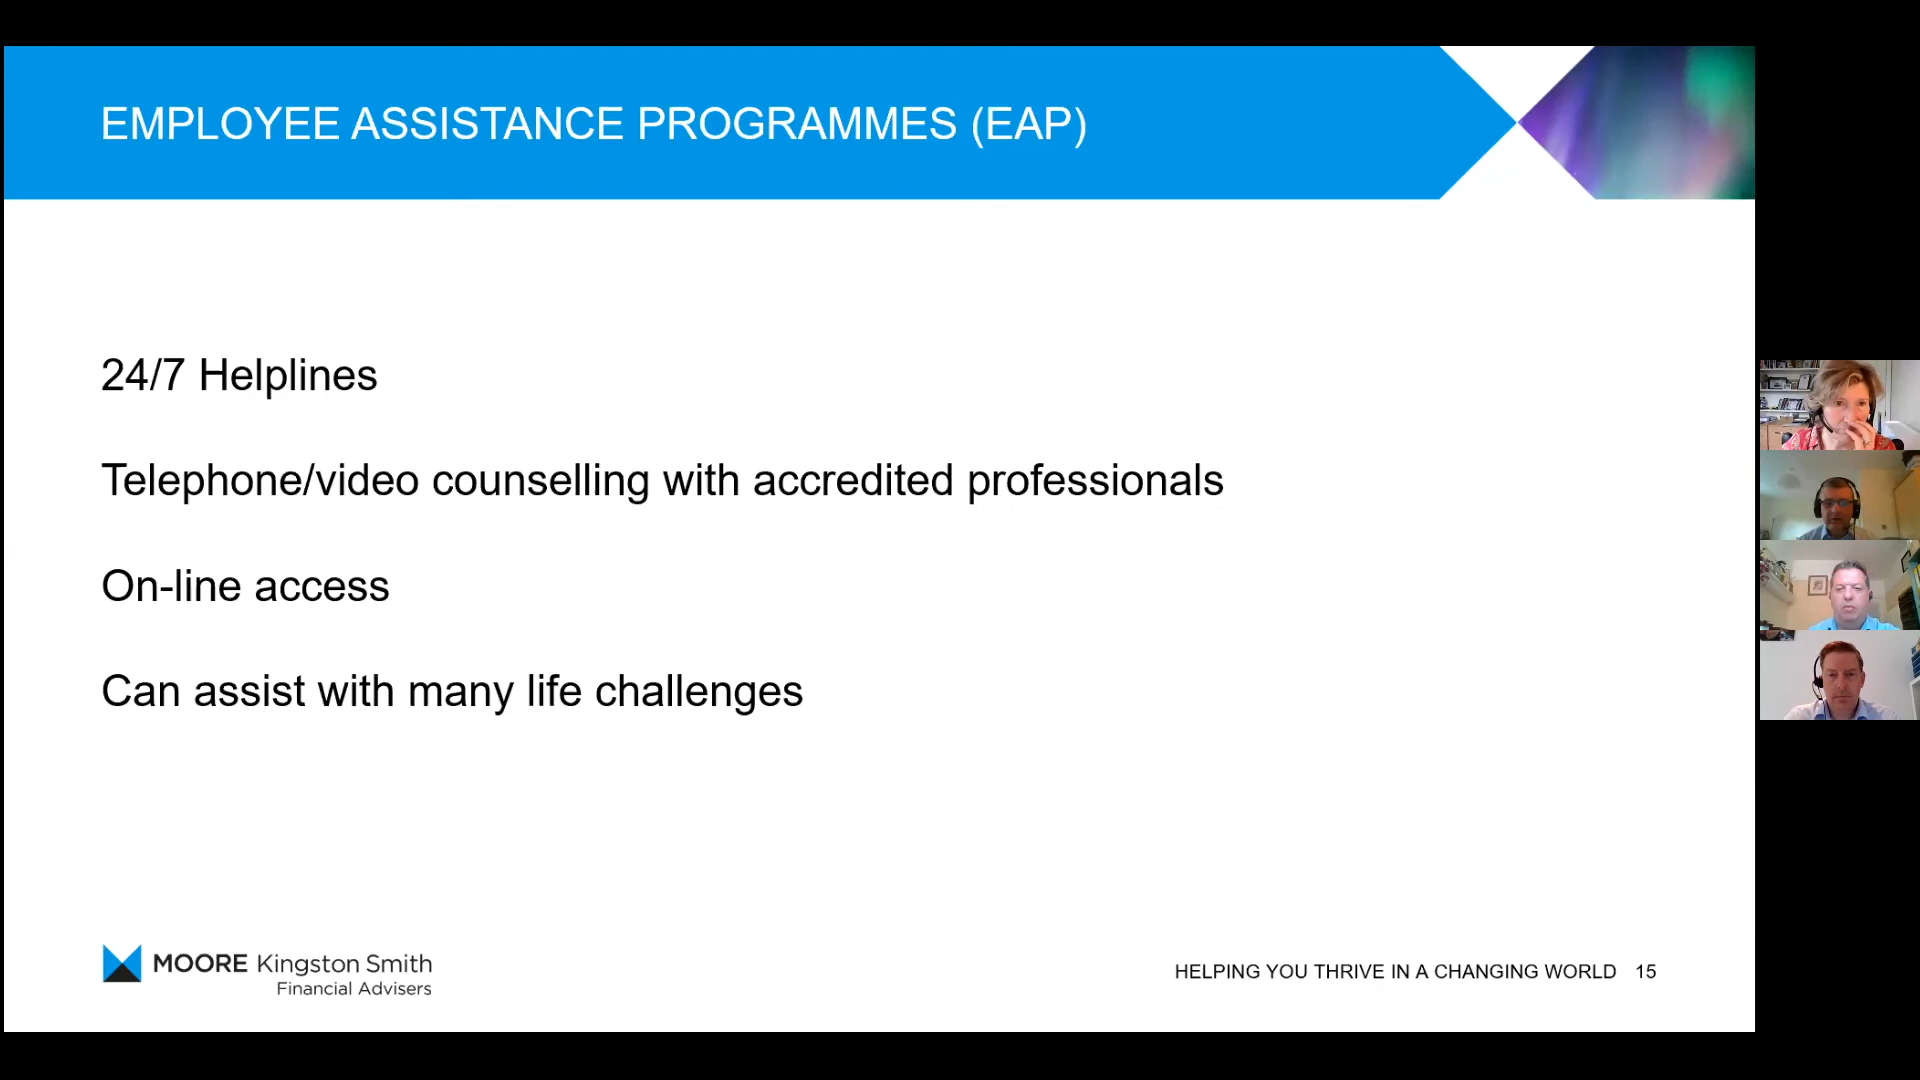 EMPLOYEE ASSISTANCE PROGRAMMES (EAP)
24/7 Helplines
Telephone/video counselling with accredited professionals
On-line access
Can assist with many life challenges
MOORE Kingston Smith
Financial Advisers
HELPING YOU THRIVE IN A CHANGING WORLD 15